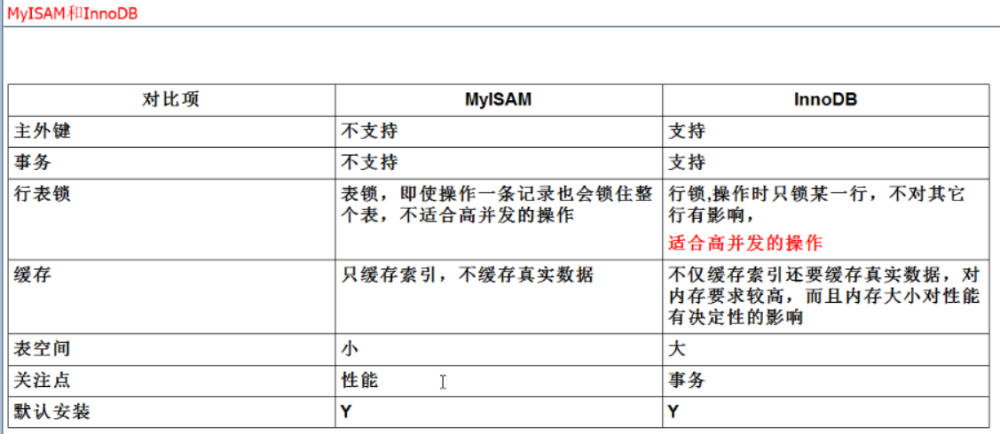 MyISAM和InnoDB
对比项 MyISAM InnoDB
主外键 不支持 支持
事务 不支持 支持
行表锁 表锁，即使操作一条记录也会锁住整 行锁,操作时只锁某一行，不对其它
个表，不适合高并发的操作 行有影响，
适合高并发的操作
缓存 只缓存索引，不缓存真实数据 不仅缓存索引还要缓存真实数据，对
内存要求较高，而且内存大小对性能
有决定性的影响
表空间 小 大
关注点 性能 事务
默认安装 Y Y